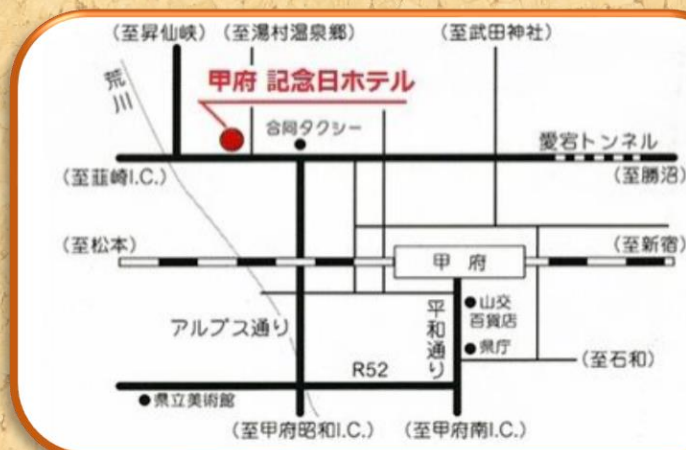 (至昇仙峡)
(至湯村温泉郷)
(至武田神社)
荒川
甲府 記念日ホテル
合同タクシー
愛宕トンネル
(至韮崎I.C.)
(至勝沼)
(至松本)
(至新宿)
甲府
山交
百貨店
平和通り
アルプス通り
県庁
(至石和)
R52
県立美術館
(至甲府昭和I.C.)
(至甲府南I.C.)